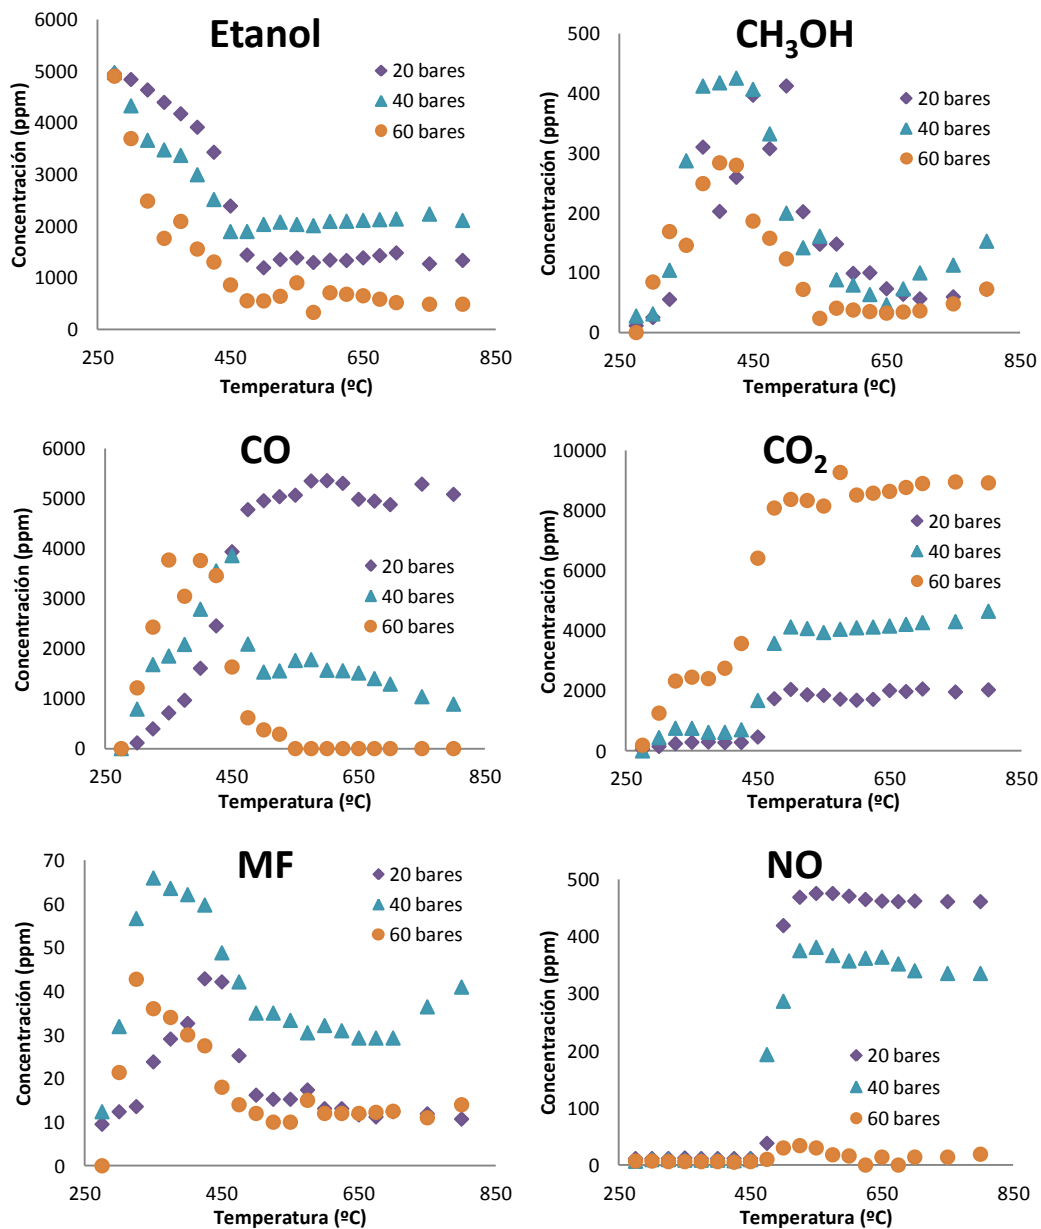 Etanol
6000
5000
4000
3000
2000
1000
0
250 450 650 850
Concentración (ppm)
Temperatura (ºC)
20 bares
40 bares
60 bares
CH₃OH
500
400
300
200
100
0
250 450 650 850
Concentración (ppm)
Temperatura (ºC)
20 bares
40 bares
60 bares
CO
6000
5000
4000
3000
2000
1000
0
250 450 650 850
Concentración (ppm)
Temperatura (ºC)
20 bares
40 bares
60 bares
CO₂
10000
8000
6000
4000
2000
0
250 450 650 850
Concentración (ppm)
Temperatura (ºC)
20 bares
40 bares
60 bares
MF
70
60
50
40
30
20
10
0
250 450 650 850
Concentración (ppm)
Temperatura (ºC)
20 bares
40 bares
60 bares
NO
500
400
300
200
100
0
250 450 650 850
Concentración (ppm)
Temperatura (ºC)
20 bares
40 bares
60 bares